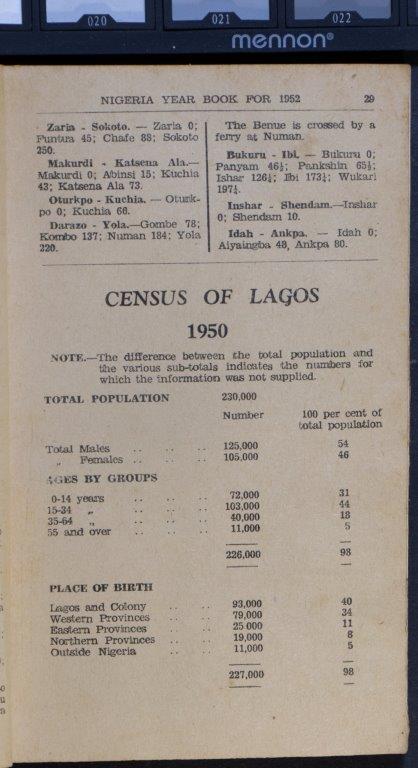 020 021 022
mennon®
NIGERIA YEAR BOOK FOR 1952 29
Zaria - Sokoto. — Zaria 0;
Funtura 45; Chafe 88; Sokoto
250.
Makurdi - Katsena Ala.—
Makurdi 0; Abinsi 15; Kuchia
43; Katsena Ala 73.
Oturkpo - Kuchia. — Oturk-
po 0; Kuchia 66.
Darazo - Yola.—Gombe 78;
Kombo 137; Numan 184; Yola
220.
The Benue is crossed by a
ferry at Numan.
Bukuru - Ibi. — Bukuru 0;
Panyam 46½; Pankshin 65½;
Ishar 126½; Ibi 173½; Wukari
197½.
Inshar - Shendam.—Inshar
0; Shendam 10.
Idah - Ankpa. — Idah 0;
Aiyaingba 48, Ankpa 80.
CENSUS OF LAGOS
1950
NOTE.—The difference between the total population and
the various sub-totals indicates the numbers for
which the information was not supplied.
TOTAL POPULATION 230,000
Number 100 per cent of
total population
Total Males .. .. .. 125,000 54
„ Females .. .. .. 105,000 46
AGES BY GROUPS
0-14 years .. .. .. 72,000 31
15-34 „ .. .. .. 103,000 44
35-64 „ .. .. .. 40,000 18
55 and over .. .. .. 11,000 5
226,000 98
PLACE OF BIRTH
Lagos and Colony .. .. 93,000 40
Western Provinces .. .. 79,000 34
Eastern Provinces .. .. 25 000 11
Northern Provinces .. .. 19,000 8
Outside Nigeria .. .. 11,000 5
227,000 98